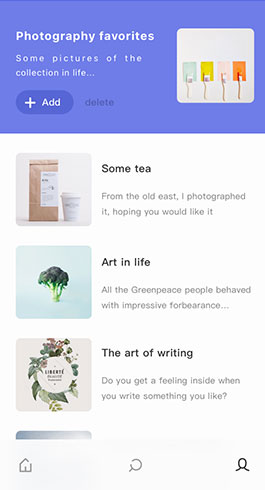 Photography favorites
Some pictures of the
collection in life...
Add
delete
Some tea
From the old east, I photographed
it, hoping you would like it
Art in life
All the Greenpeace people behaved
with impressive forbearance...
LIBERTÉ
The art of writing
Do you get a feeling inside when
you write something you like?